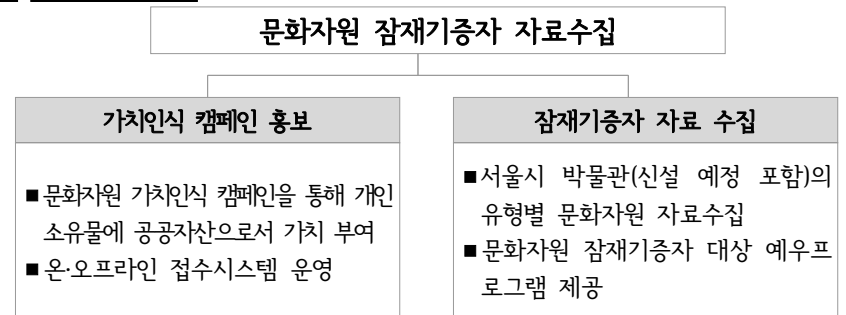 문화자원 잠재기증자 자료수집
가치인식 캠페인 홍보
■문화자원 가치인식 캠페인을 통해 개인
소유물에 공공자산으로서 가치 부여
■온·오프라인 접수시스템 운영
잠재기증자 자료 수집
■서울시 박물관(신설 예정 포함)의
유형별 문화자원 자료수집
■문화자원 잠재기증자 대상 예우프
로그램 제공